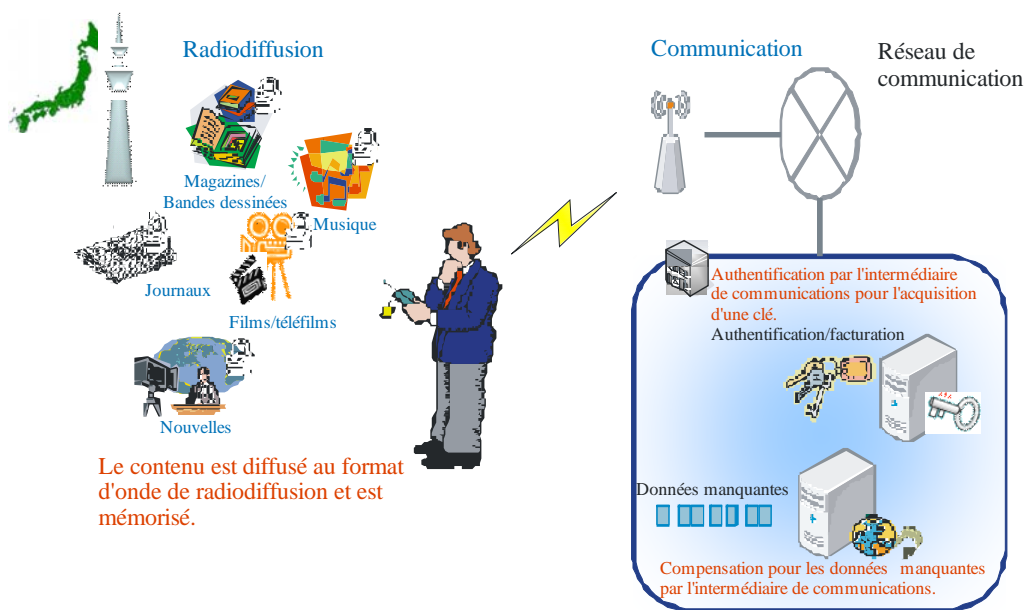 Radiodiffusion
Magazines/
Bandes dessinées
Musique
Journaux
Films/téléfilms
Nouvelles
Le contenu est diffusé au format
d'onde de radiodiffusion et est
mémorisé.
Communication
Réseau de
communication
Authentification par l'intermédiaire
de communications pour l'acquisition
d'une clé.
Authentification/facturation
Données manquantes
Compensation pour les données manquantes
par l'intermédiaire de communications.